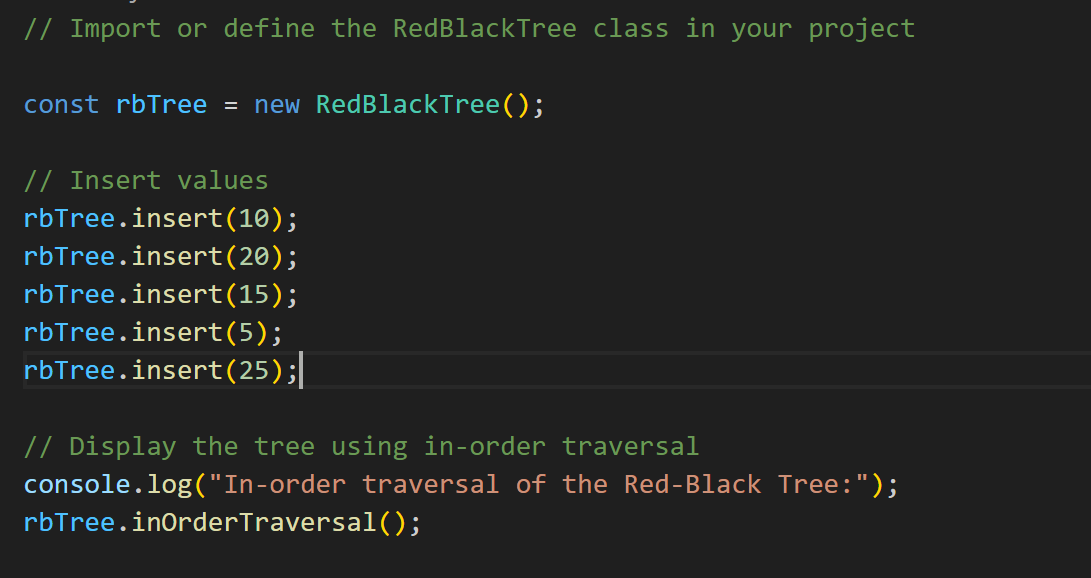 // Import or define the RedBlackTree class in your project
const rbTree = new RedBlackTree();
// Insert values
rbTree.insert(10);
rbTree.insert(20);
rbTree.insert(15);
rbTree.insert(5);
rbTree.insert(25);
// Display the tree using in-order traversal
console.log("In-order traversal of the Red-Black Tree:");
rbTree.inOrderTraversal();